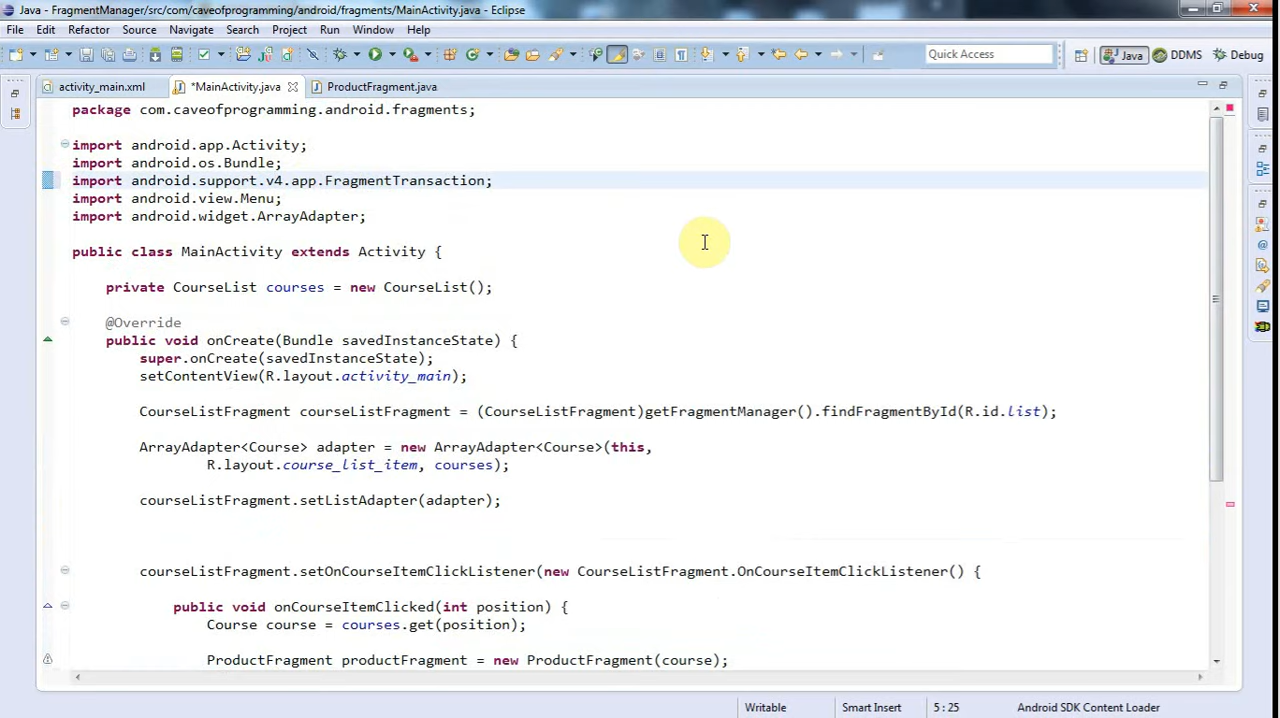 Java - FragmentManager/src/com/caveofprogramming/android/fragments/MainActivity.java - Eclipse
File Edit Refactor Source Navigate Search Project Run Window Help
Quick Access Java DDMS Debug
activity_main.xml *MainActivity.java ProductFragment.java
package com.caveofprogramming.android.fragments;
import android.app.Activity;
import android.os.Bundle;
import android.support.v4.app.FragmentTransaction;
import android.view.Menu;
import android.widget.ArrayAdapter;
public class MainActivity extends Activity {
private CourseList courses = new CourseList();
@Override
public void onCreate(Bundle savedInstanceState) {
super.onCreate(savedInstanceState);
setContentView(R.layout.activity_main);
CourseListFragment courseListFragment = (CourseListFragment)getFragmentManager().findFragmentById(R.id.list);
ArrayAdapter<Course> adapter = new ArrayAdapter<Course>(this,
R.layout.course_list_item, courses);
courseListFragment.setListAdapter(adapter);
courseListFragment.setOnCourseItemClickListener(new CourseListFragment.OnCourseItemClickListener() {
public void onCourseItemClicked(int position) {
Course course = courses.get(position);
ProductFragment productFragment = new ProductFragment(course);
Writable Smart Insert 5 : 25 Android SDK Content Loader